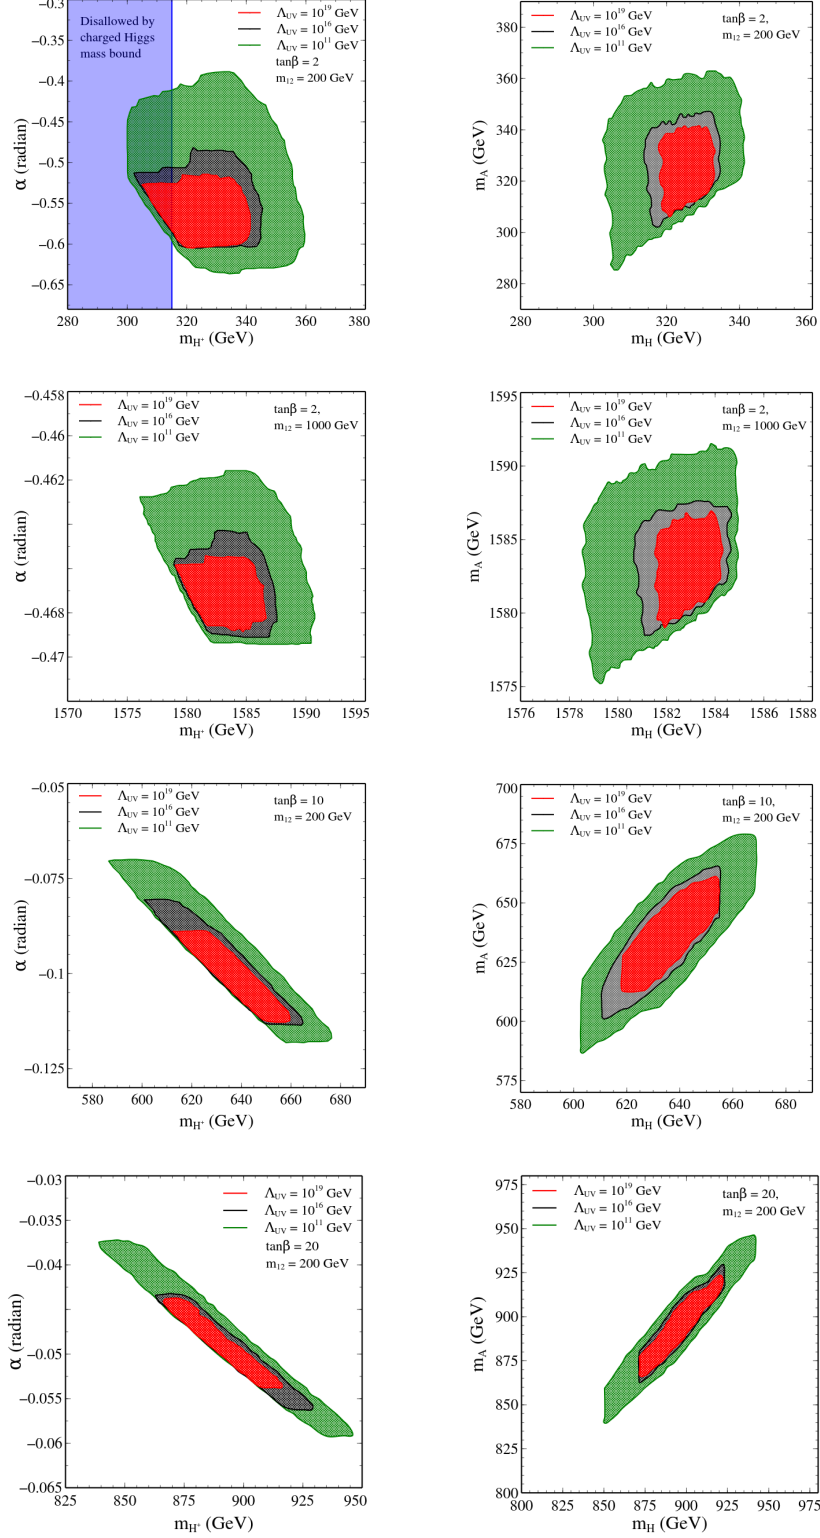 Disallowed by
charged Higgs
mass bound
Λ_UV = 10^19 GeV
Λ_UV = 10^16 GeV
Λ_UV = 10^11 GeV
tanβ = 2
m_12 = 200 GeV
α (radian)
−0.3
−0.4
−0.45
−0.5
−0.55
−0.6
−0.65
280 300 320 340 360 380
m_H⁺ (GeV)
Λ_UV = 10^19 GeV
Λ_UV = 10^16 GeV
Λ_UV = 10^11 GeV
tanβ = 2,
m_12 = 200 GeV
m_A (GeV)
380
360
340
320
300
280
280 300 320 340 360
m_H (GeV)
Λ_UV = 10^19 GeV
Λ_UV = 10^16 GeV
Λ_UV = 10^11 GeV
tanβ = 2,
m_12 = 1000 GeV
α (radian)
−0.458
−0.46
−0.462
−0.468
−0.47
1570 1575 1580 1585 1590 1595
m_H⁺ (GeV)
Λ_UV = 10^19 GeV
Λ_UV = 10^16 GeV
Λ_UV = 10^11 GeV
tanβ = 2,
m_12 = 1000 GeV
m_A (GeV)
1595
1590
1585
1580
1575
1576 1578 1580 1582 1584 1586 1588
m_H (GeV)
Λ_UV = 10^19 GeV
Λ_UV = 10^16 GeV
Λ_UV = 10^11 GeV
tanβ = 10
m_12 = 200 GeV
α (radian)
−0.05
−0.075
−0.1
−0.125
580 600 620 640 660 680
m_H⁺ (GeV)
Λ_UV = 10^19 GeV
Λ_UV = 10^16 GeV
Λ_UV = 10^11 GeV
tanβ = 10,
m_12 = 200 GeV
m_A (GeV)
700
675
650
625
600
575
580 600 620 640 660 680
m_H (GeV)
Λ_UV = 10^19 GeV
Λ_UV = 10^16 GeV
Λ_UV = 10^11 GeV
tanβ = 20
m_12 = 200 GeV
α (radian)
−0.03
−0.035
−0.04
−0.05
−0.055
−0.06
−0.065
825 850 875 900 925 950
m_H⁺ (GeV)
Λ_UV = 10^19 GeV
Λ_UV = 10^16 GeV
Λ_UV = 10^11 GeV
tanβ = 20,
m_12 = 200 GeV
m_A (GeV)
975
950
925
900
875
850
825
800
800 825 850 875 900 925 950 975
m_H (GeV)